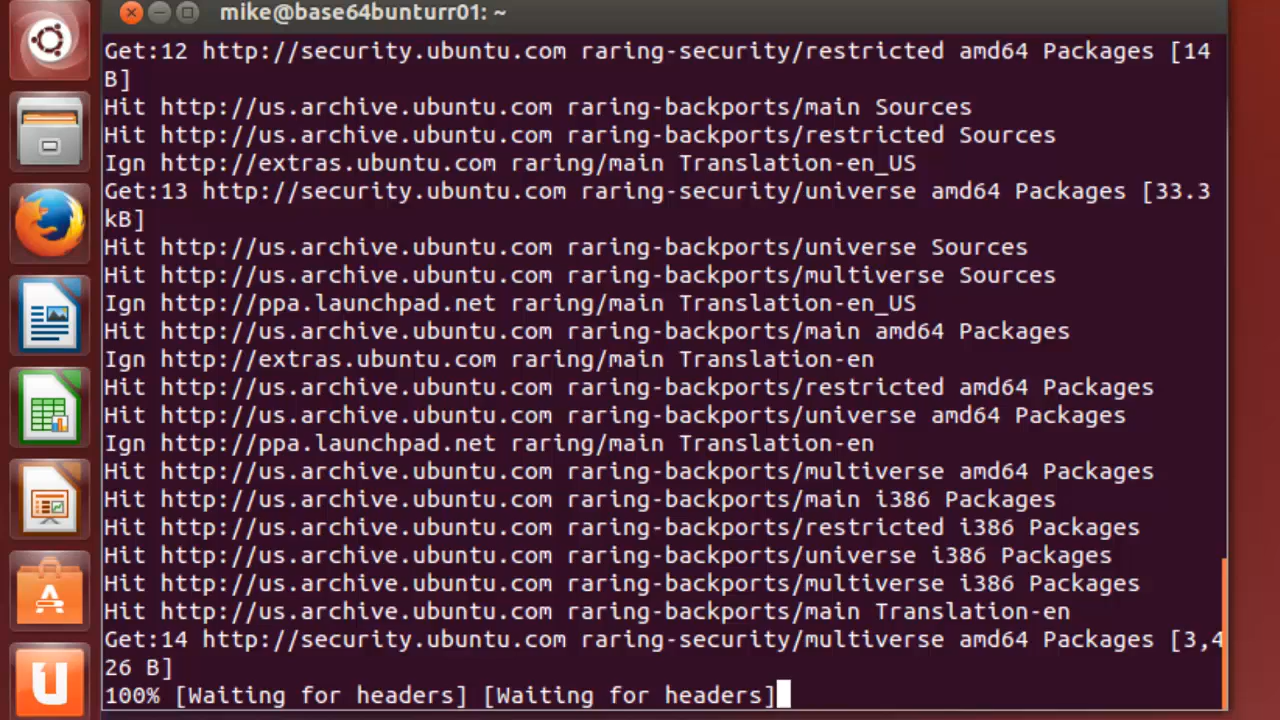 mike@base64bunturr01: ~
Get:12 http://security.ubuntu.com raring-security/restricted amd64 Packages [14
B]
Hit http://us.archive.ubuntu.com raring-backports/main Sources
Hit http://us.archive.ubuntu.com raring-backports/restricted Sources
Ign http://extras.ubuntu.com raring/main Translation-en_US
Get:13 http://security.ubuntu.com raring-security/universe amd64 Packages [33.3
kB]
Hit http://us.archive.ubuntu.com raring-backports/universe Sources
Hit http://us.archive.ubuntu.com raring-backports/multiverse Sources
Ign http://ppa.launchpad.net raring/main Translation-en_US
Hit http://us.archive.ubuntu.com raring-backports/main amd64 Packages
Ign http://extras.ubuntu.com raring/main Translation-en
Hit http://us.archive.ubuntu.com raring-backports/restricted amd64 Packages
Hit http://us.archive.ubuntu.com raring-backports/universe amd64 Packages
Ign http://ppa.launchpad.net raring/main Translation-en
Hit http://us.archive.ubuntu.com raring-backports/multiverse amd64 Packages
Hit http://us.archive.ubuntu.com raring-backports/main i386 Packages
Hit http://us.archive.ubuntu.com raring-backports/restricted i386 Packages
Hit http://us.archive.ubuntu.com raring-backports/universe i386 Packages
Hit http://us.archive.ubuntu.com raring-backports/multiverse i386 Packages
Hit http://us.archive.ubuntu.com raring-backports/main Translation-en
Get:14 http://security.ubuntu.com raring-security/multiverse amd64 Packages [3,4
26 B]
100% [Waiting for headers] [Waiting for headers]